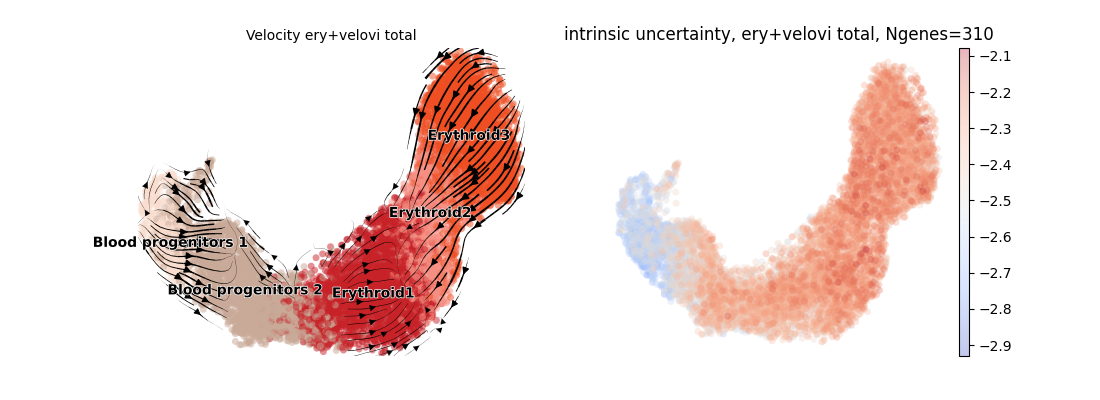 Velocity ery+velovi total
Erythroid3
Erythroid2
Blood progenitors 1
Blood progenitors 2
Erythroid1
intrinsic uncertainty, ery+velovi total, Ngenes=310
−2.1
−2.2
−2.3
−2.4
−2.5
−2.6
−2.7
−2.8
−2.9